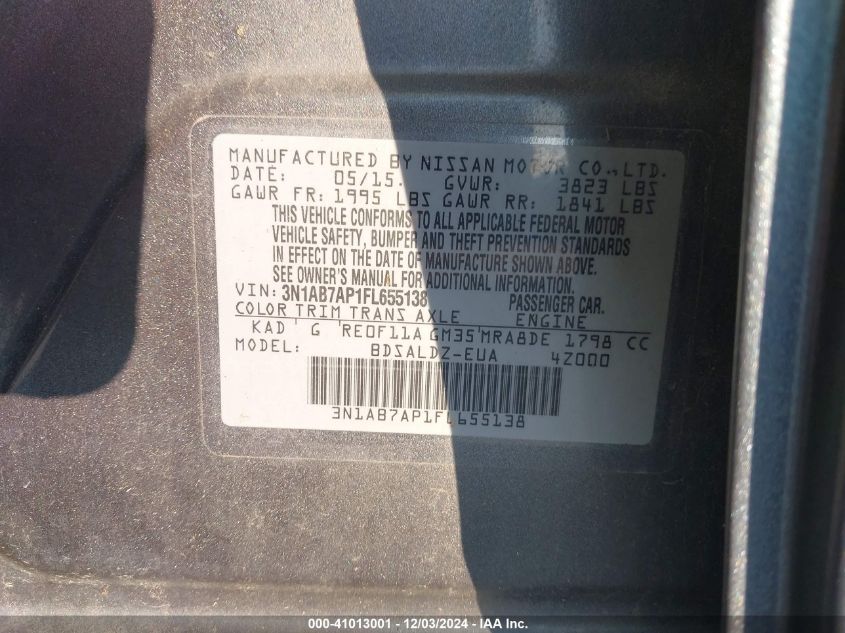 MANUFACTURED BY NISSAN MOTOR CO., LTD.
DATE: 05/15. GVWR: 3823 LBS
GAWR FR: 1995 LBS GAWR RR: 1841 LBS
THIS VEHICLE CONFORMS TO ALL APPLICABLE FEDERAL MOTOR
VEHICLE SAFETY, BUMPER AND THEFT PREVENTION STANDARDS
IN EFFECT ON THE DATE OF MANUFACTURE SHOWN ABOVE.
SEE OWNER'S MANUAL FOR ADDITIONAL INFORMATION.
VIN: 3N1AB7AP1FL655138 PASSENGER CAR.
COLOR TRIM TRANS AXLE ENGINE
KAD G RE0F11A GM35 MRA8DE 1798 CC
MODEL: BDSALDZ-EUA 4Z000
3N1AB7AP1FL655138
000-41013001 - 12/03/2024 - IAA, Inc.